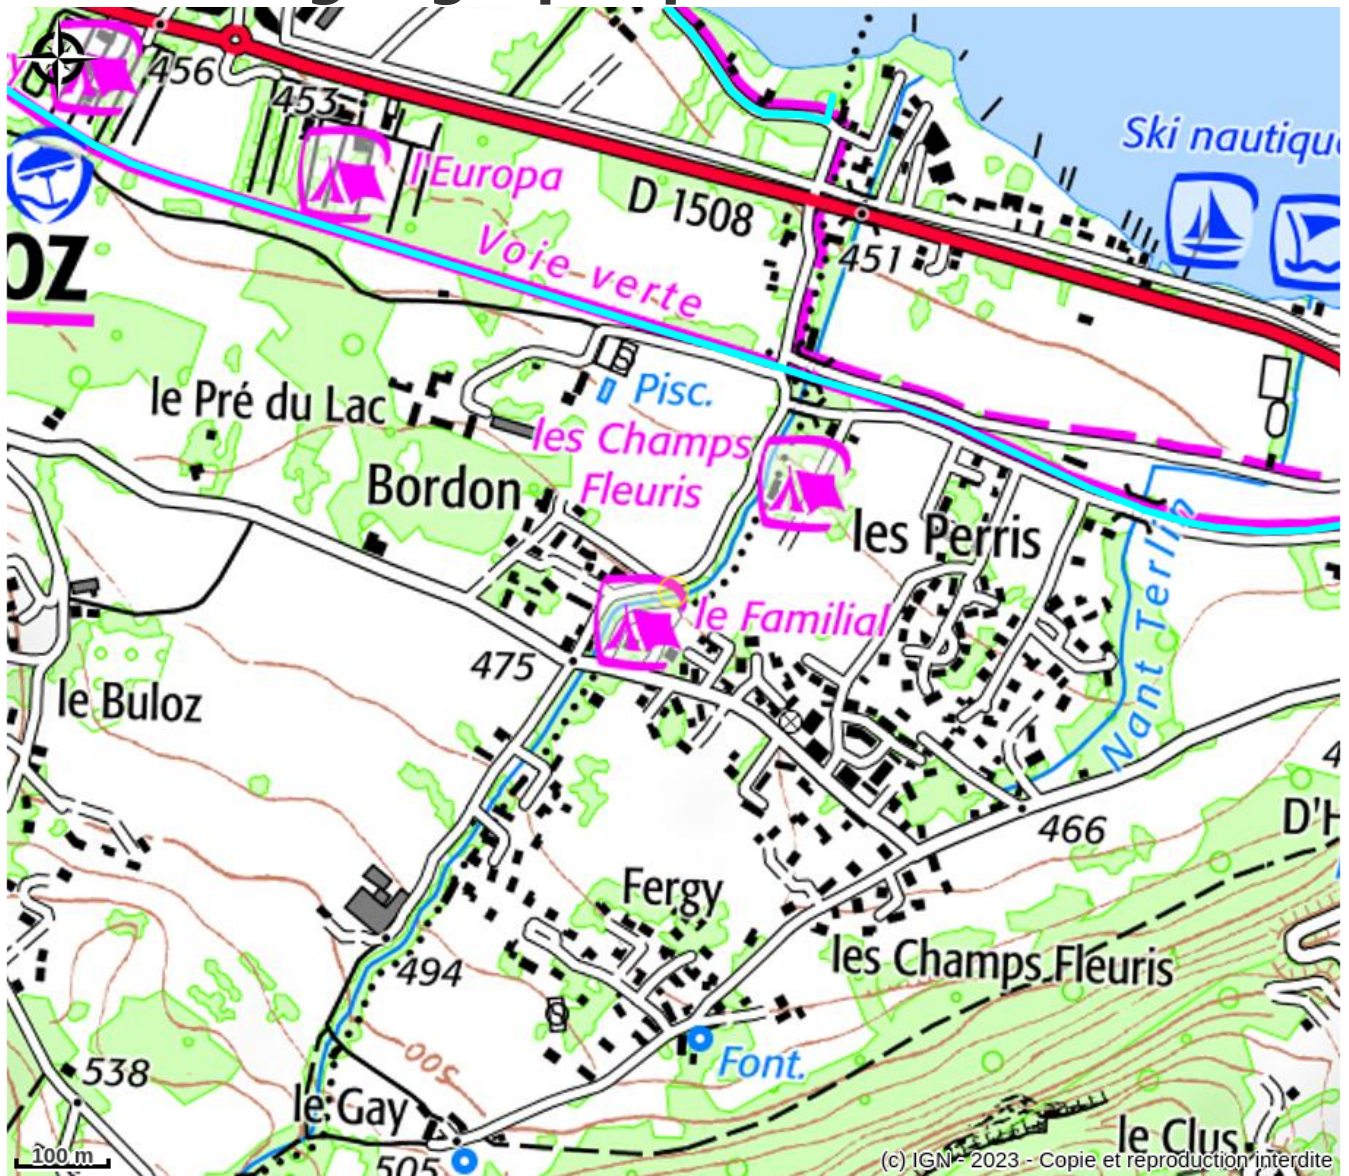 456
453
l'Europa
D 1508
451
Ski nautique
Voie verte
OZ
le Pré du Lac
Pisc.
les Champs
Fleuris
Bordon
les Perris
Nant Terlin
le Familial
475
le Buloz
466
D'H
Fergy
les Champs Fleuris
494
500
Font.
538
le Gay
le Clus
505
100 m
(c) IGN - 2023 - Copie et reproduction interdite